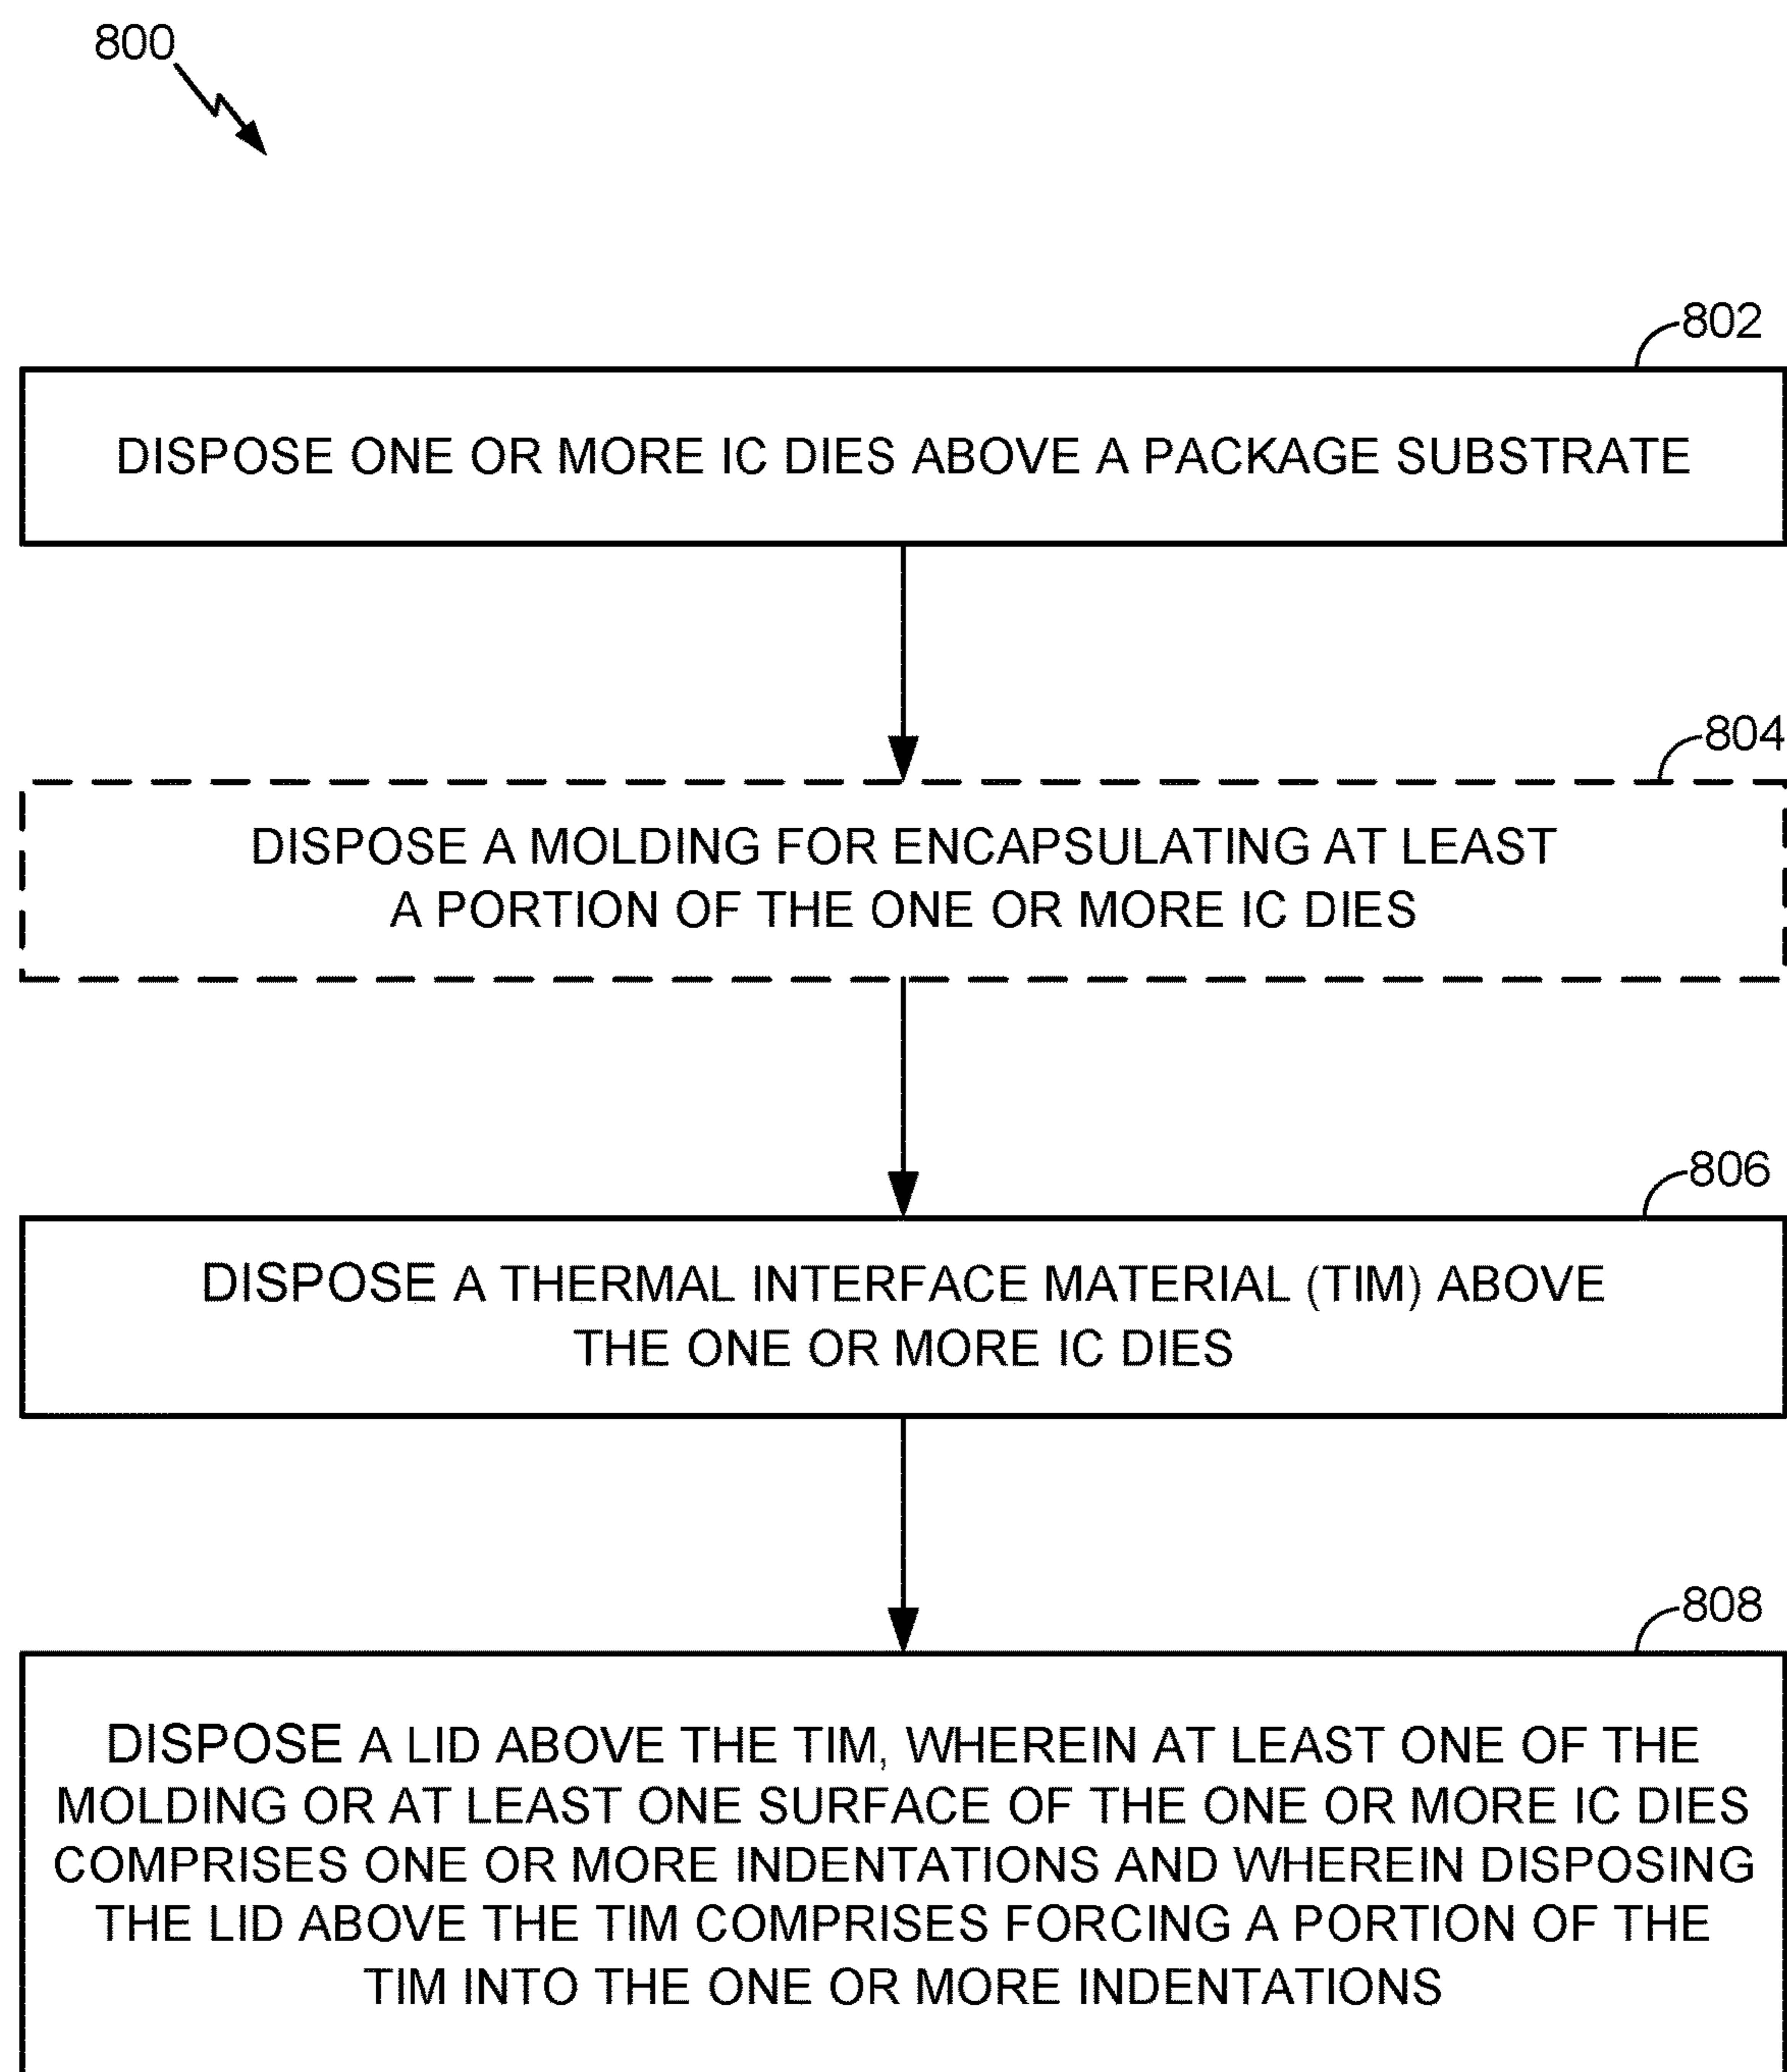 800
802
DISPOSE ONE OR MORE IC DIES ABOVE A PACKAGE SUBSTRATE
804
DISPOSE A MOLDING FOR ENCAPSULATING AT LEAST
A PORTION OF THE ONE OR MORE IC DIES
806
DISPOSE A THERMAL INTERFACE MATERIAL (TIM) ABOVE
THE ONE OR MORE IC DIES
808
DISPOSE A LID ABOVE THE TIM, WHEREIN AT LEAST ONE OF THE
MOLDING OR AT LEAST ONE SURFACE OF THE ONE OR MORE IC DIES
COMPRISES ONE OR MORE INDENTATIONS AND WHEREIN DISPOSING
THE LID ABOVE THE TIM COMPRISES FORCING A PORTION OF THE
TIM INTO THE ONE OR MORE INDENTATIONS